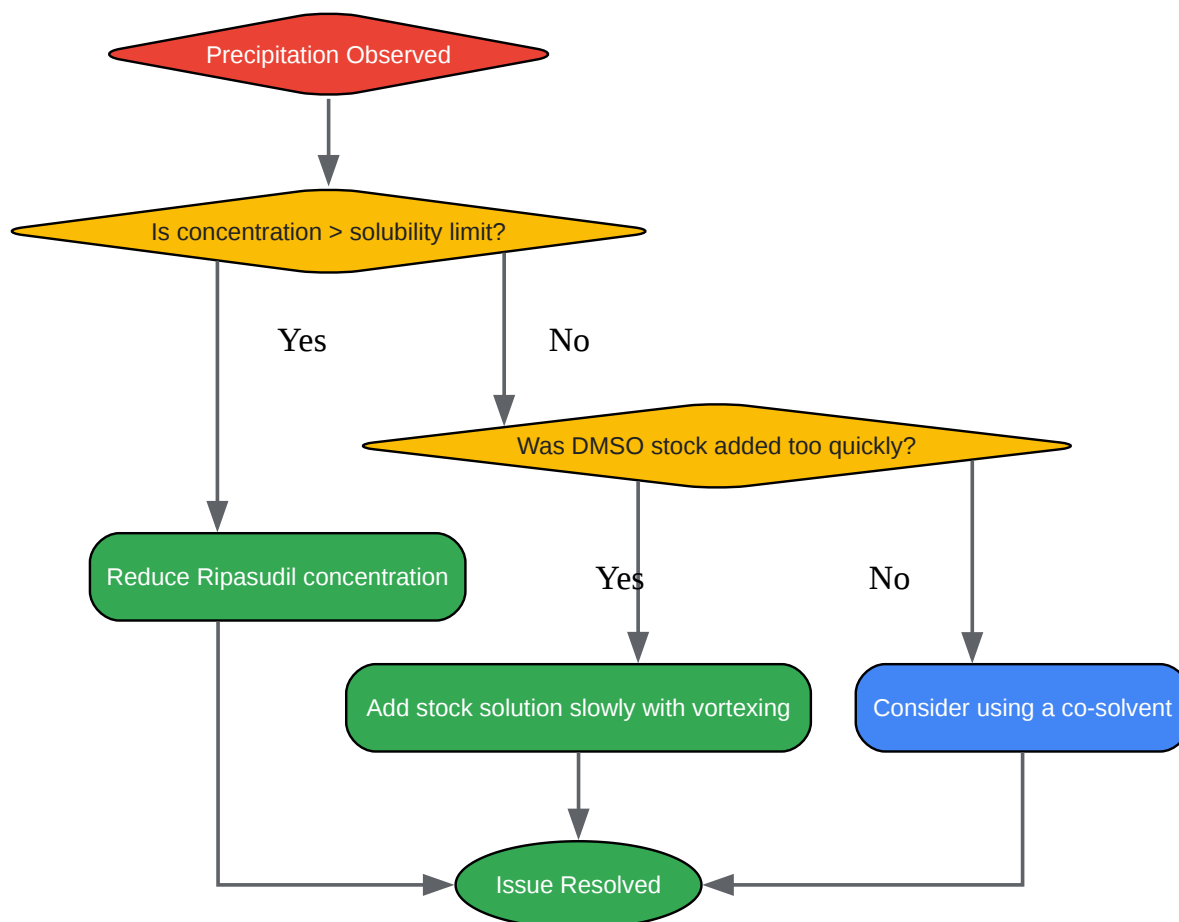 Precipitation Observed
Is concentration > solubility limit?
Yes
No
Was DMSO stock added too quickly?
Reduce Ripasudil concentration
Yes
No
Add stock solution slowly with vortexing
Consider using a co-solvent
Issue Resolved